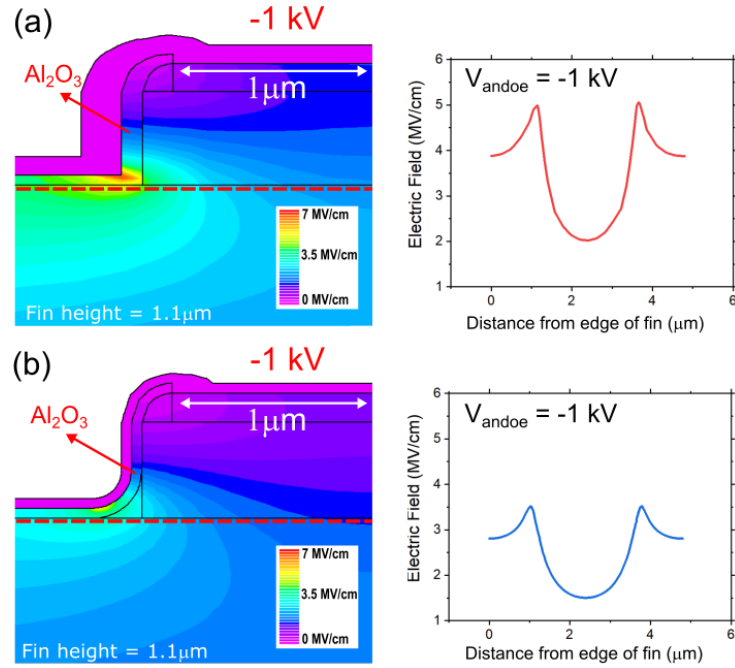 (a)
-1 kV
Al₂O₃
1μm
7 MV/cm
3.5 MV/cm
0 MV/cm
Fin height = 1.1μm
V_andoe = -1 kV
Electric Field (MV/cm)
6
5
4
3
2
1
0 2 4 6
Distance from edge of fin (μm)
(b)
-1 kV
Al₂O₃
1μm
7 MV/cm
3.5 MV/cm
0 MV/cm
Fin height = 1.1μm
V_andoe = -1 kV
Electric Field (MV/cm)
6
5
4
3
2
1
0 2 4 6
Distance from edge of fin (μm)